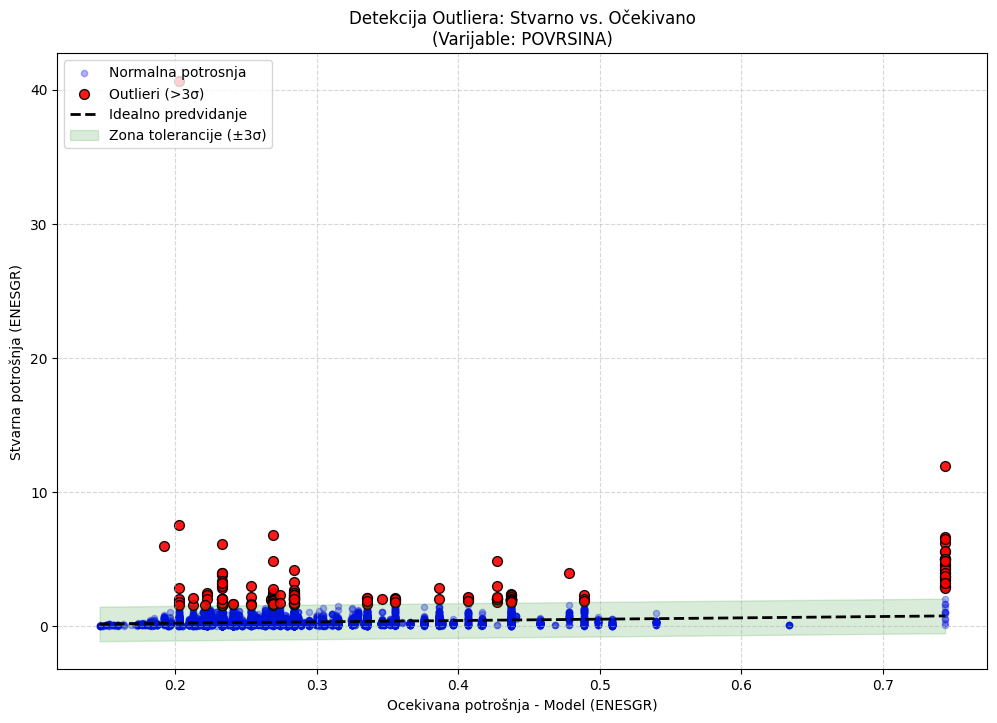 Detekcija Outliera: Stvarno vs. Očekivano
(Varijable: POVRSINA)
Normalna potrosnja
Outlieri (>3σ)
Idealno predvidanje
Zona tolerancije (±3σ)
Stvarna potrošnja (ENESGR)
40
30
20
10
0
0.2
0.3
0.4
0.5
0.6
0.7
Ocekivana potrošnja - Model (ENESGR)